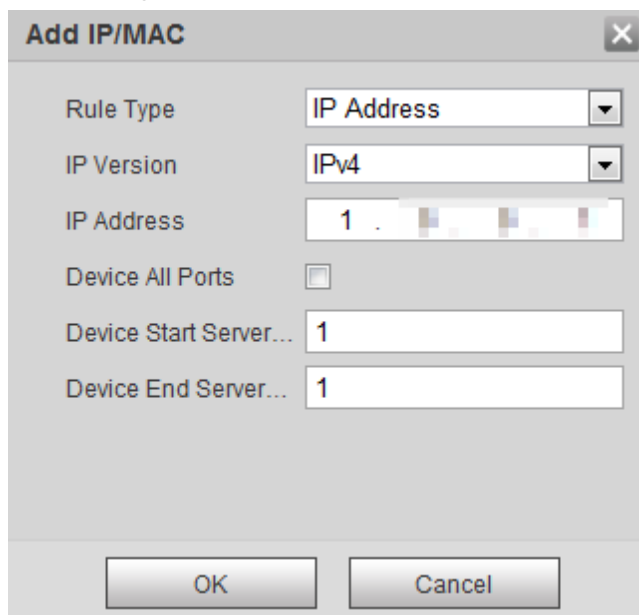 Add IP/MAC
Rule Type IP Address
IP Version IPv4
IP Address 1 .
Device All Ports
Device Start Server... 1
Device End Server... 1
OK Cancel